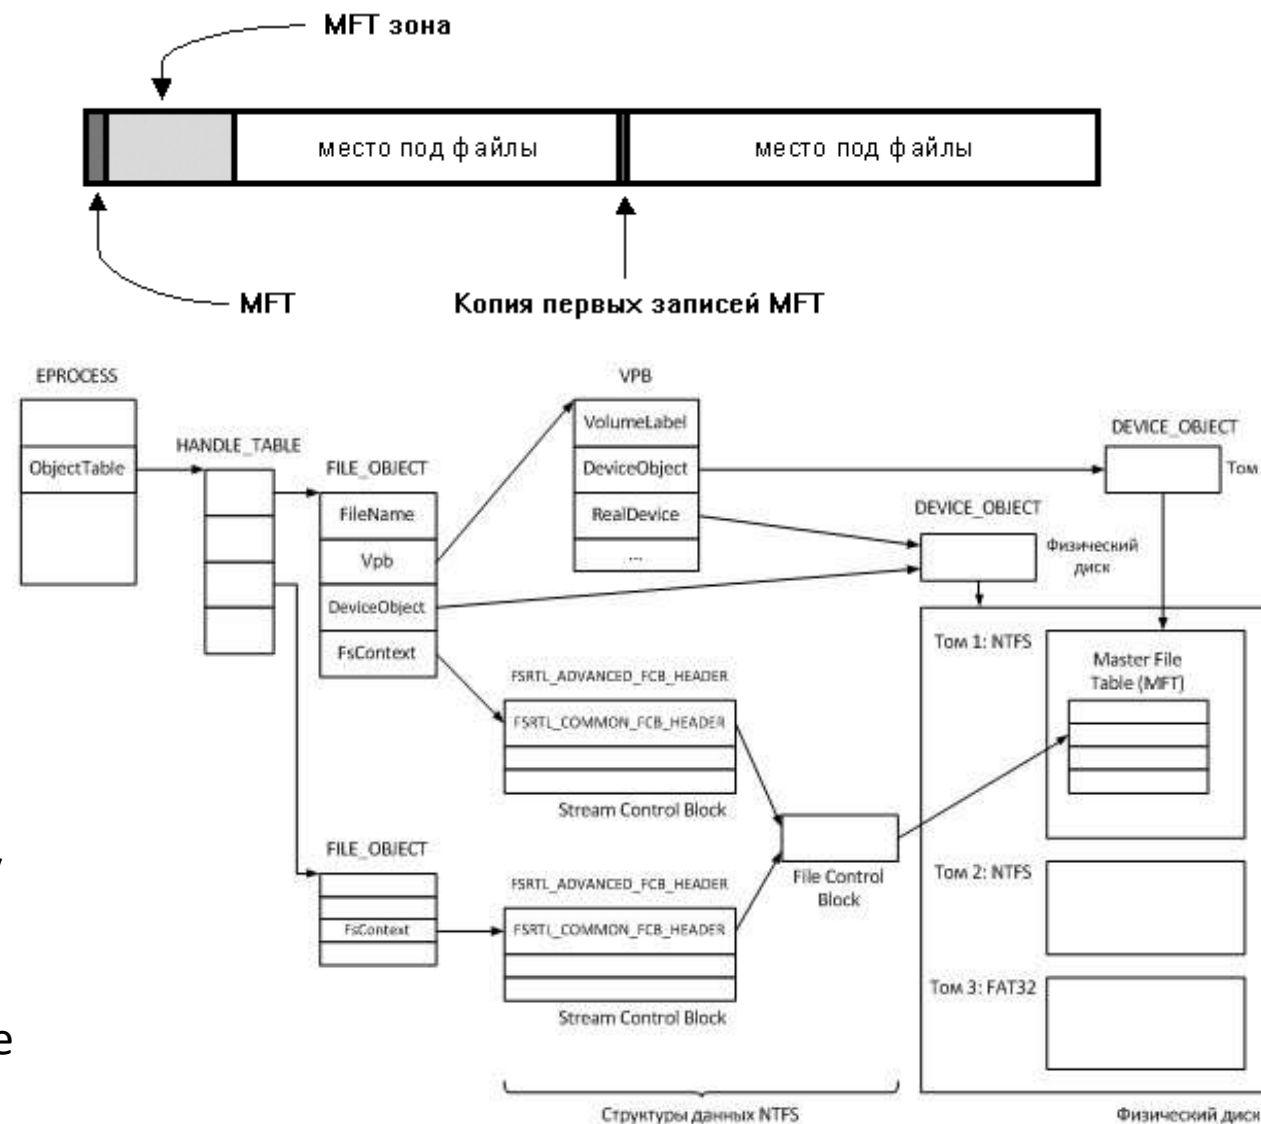 MFT зона
место под файлы
место под файлы
MFT
Копия первых записей MFT
EPROCESS
ObjectTable
HANDLE_TABLE
FILE_OBJECT
FileName
Vpb
DeviceObject
FsContext
VPB
VolumeLabel
DeviceObject
RealDevice
...
DEVICE_OBJECT
Том
DEVICE_OBJECT
Физический
диск
Том 1: NTFS
Master File
Table (MFT)
FSRTL_ADVANCED_FCB_HEADER
FSRTL_COMMON_FCB_HEADER
Stream Control Block
FILE_OBJECT
FsContext
FSRTL_ADVANCED_FCB_HEADER
FSRTL_COMMON_FCB_HEADER
Stream Control Block
File Control
Block
Том 2: NTFS
Том 3: FAT32
е
Структуры данных NTFS
Физический диск